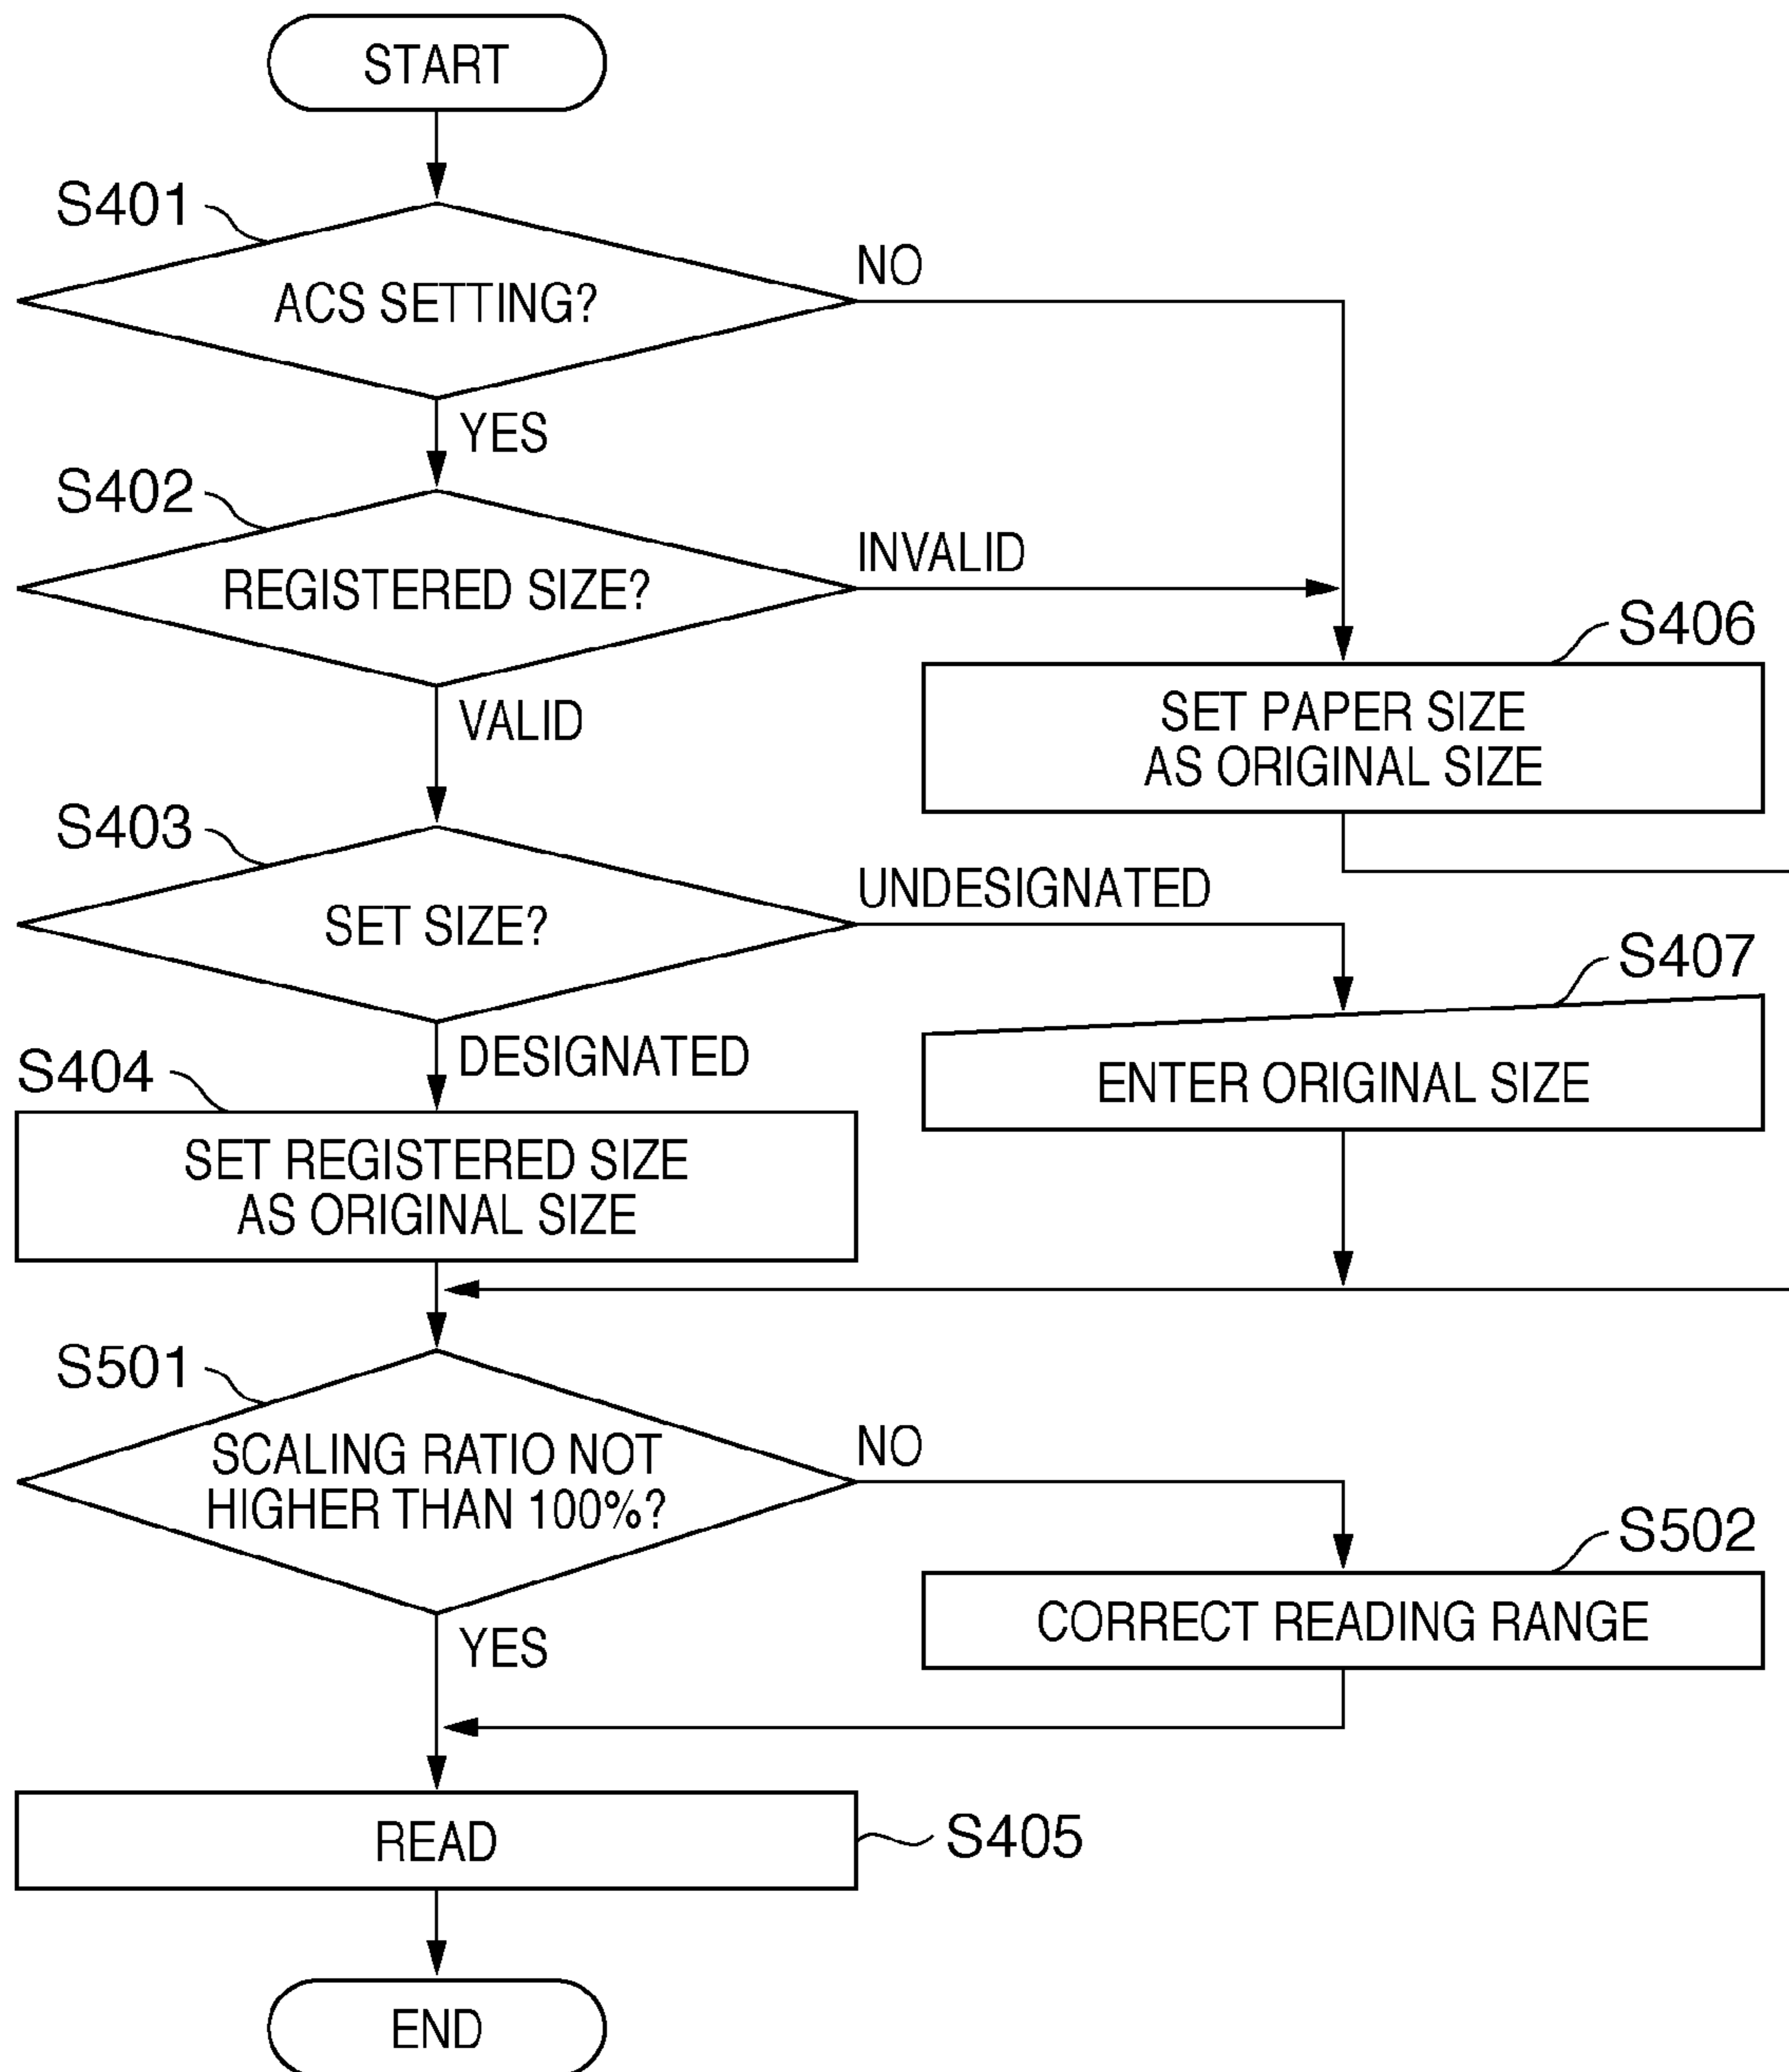 START
S401
ACS SETTING?
NO
YES
S402
REGISTERED SIZE?
INVALID
VALID
S406
SET PAPER SIZE
AS ORIGINAL SIZE
S403
SET SIZE?
UNDESIGNATED
DESIGNATED
S407
ENTER ORIGINAL SIZE
S404
SET REGISTERED SIZE
AS ORIGINAL SIZE
S501
SCALING RATIO NOT
HIGHER THAN 100%?
NO
YES
S502
CORRECT READING RANGE
READ
S405
END